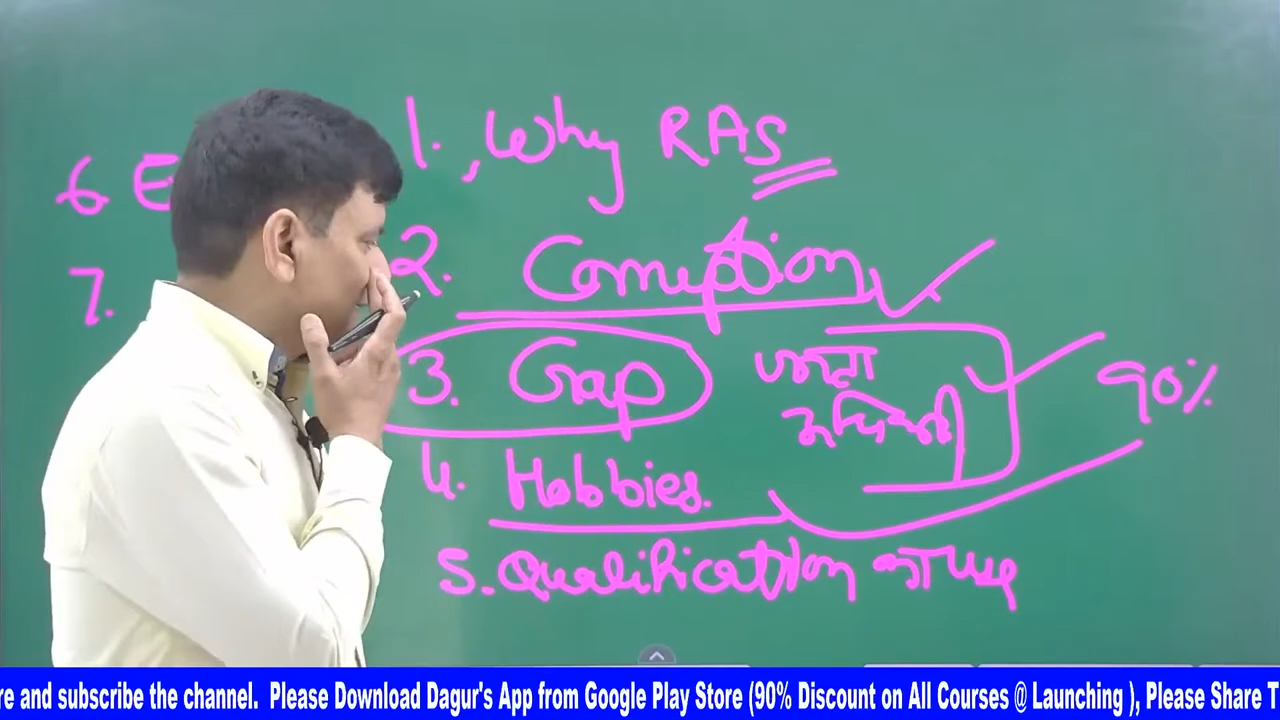 1. Why RAS
2. Corruption
3. Gap
4. Hobbies.
90%
5. Qualification का
6 E
7.
re and subscribe the channel. Please Download Dagur's App from Google Play Store (90% Discount on All Courses @ Launching ), Please Share T